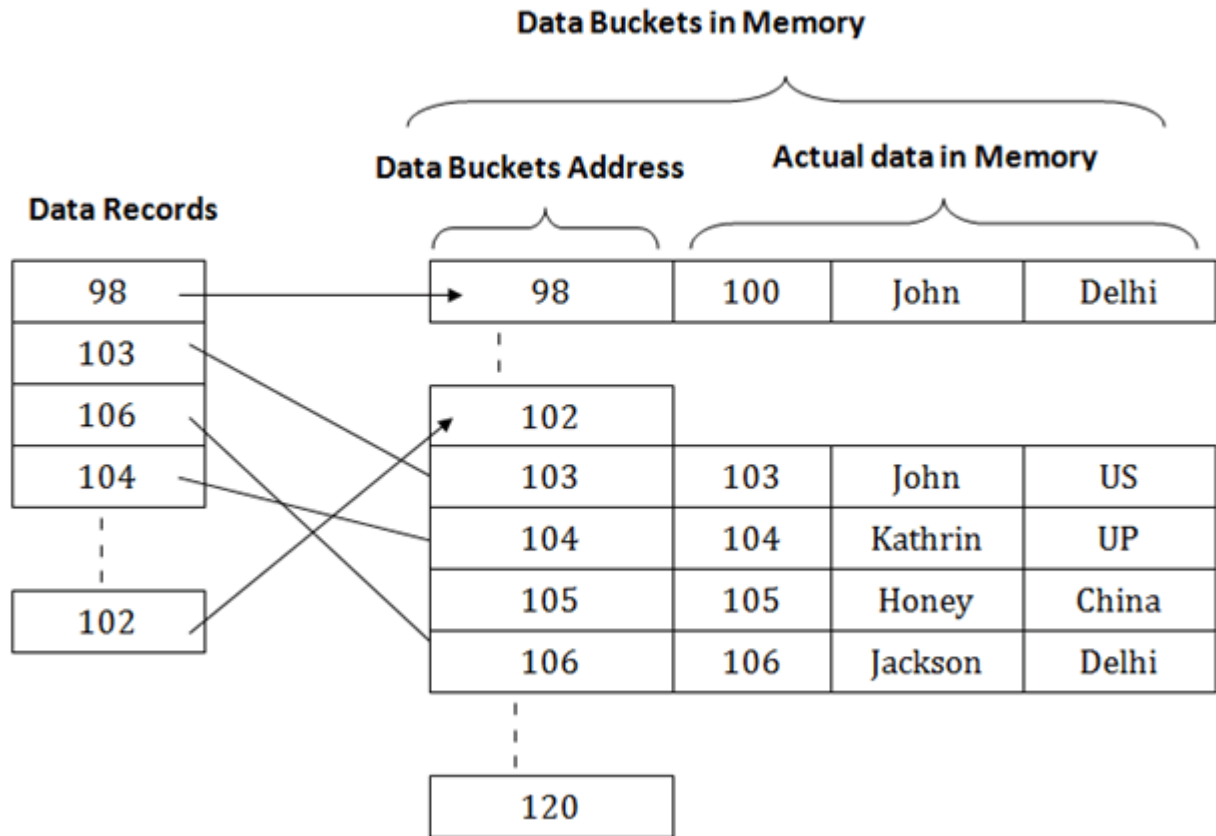 Data Buckets in Memory
Data Buckets Address
Actual data in Memory
Data Records
98
98 100 John Delhi
103
106
102
104
103 103 John US
104 104 Kathrin UP
102
105 105 Honey China
106 106 Jackson Delhi
120